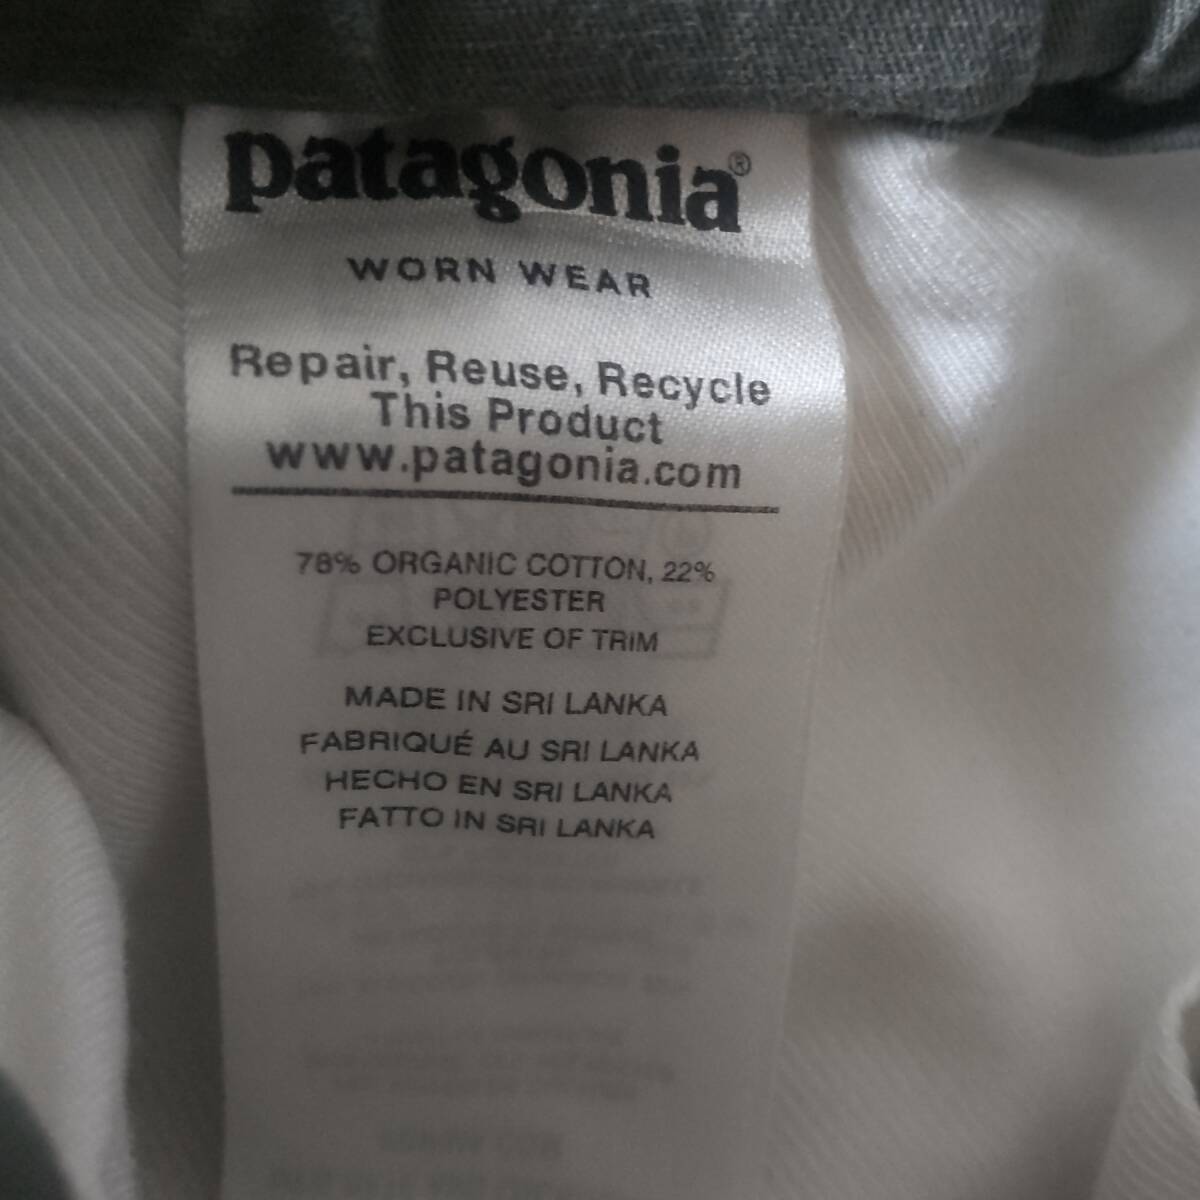 patagonia®
WORN WEAR
Repair, Reuse, Recycle
This Product
www.patagonia.com
78% ORGANIC COTTON, 22%
POLYESTER
EXCLUSIVE OF TRIM
MADE IN SRI LANKA
FABRIQUÉ AU SRI LANKA
HECHO EN SRI LANKA
FATTO IN SRI LANKA